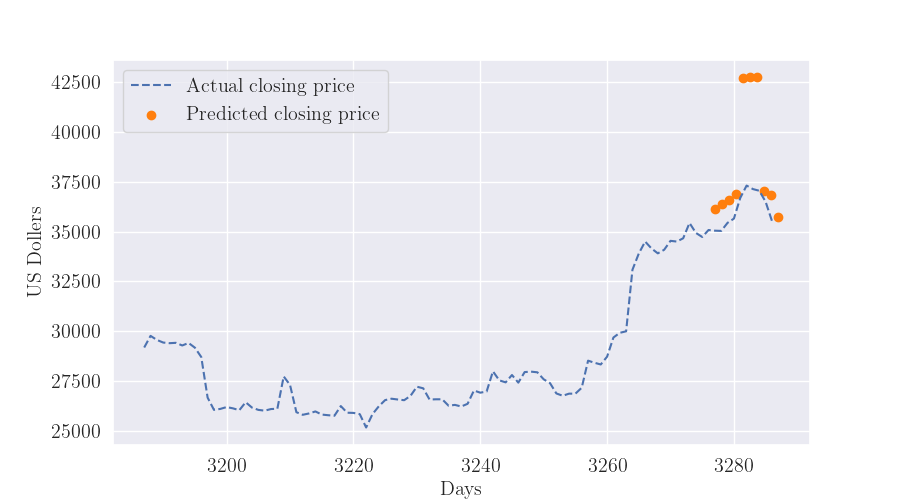 42500
40000
37500
35000
32500
30000
27500
25000
US Dollers
Actual closing price
Predicted closing price
3200 3220 3240 3260 3280
Days